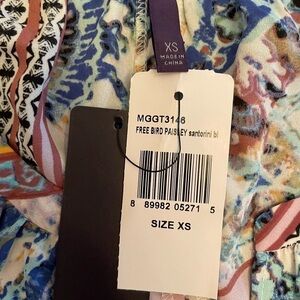 XS
MADE IN
CHINA
MGGT3146
FREE BIRD PAISLEY santorini bl
8 89982 05271 5
SIZE XS